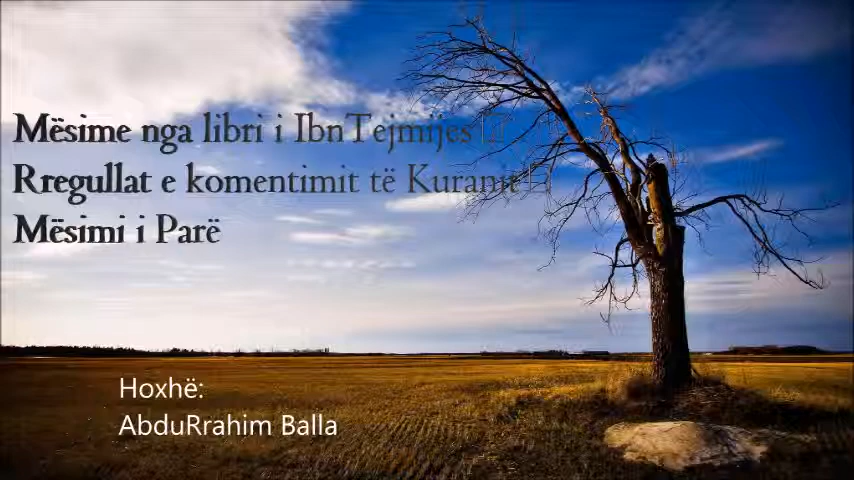 Mësime nga libri i IbnTejmijes
Rregullat e komentimit të Kuranit
Mësimi i Parë
Hoxhë:
AbduRrahim Balla